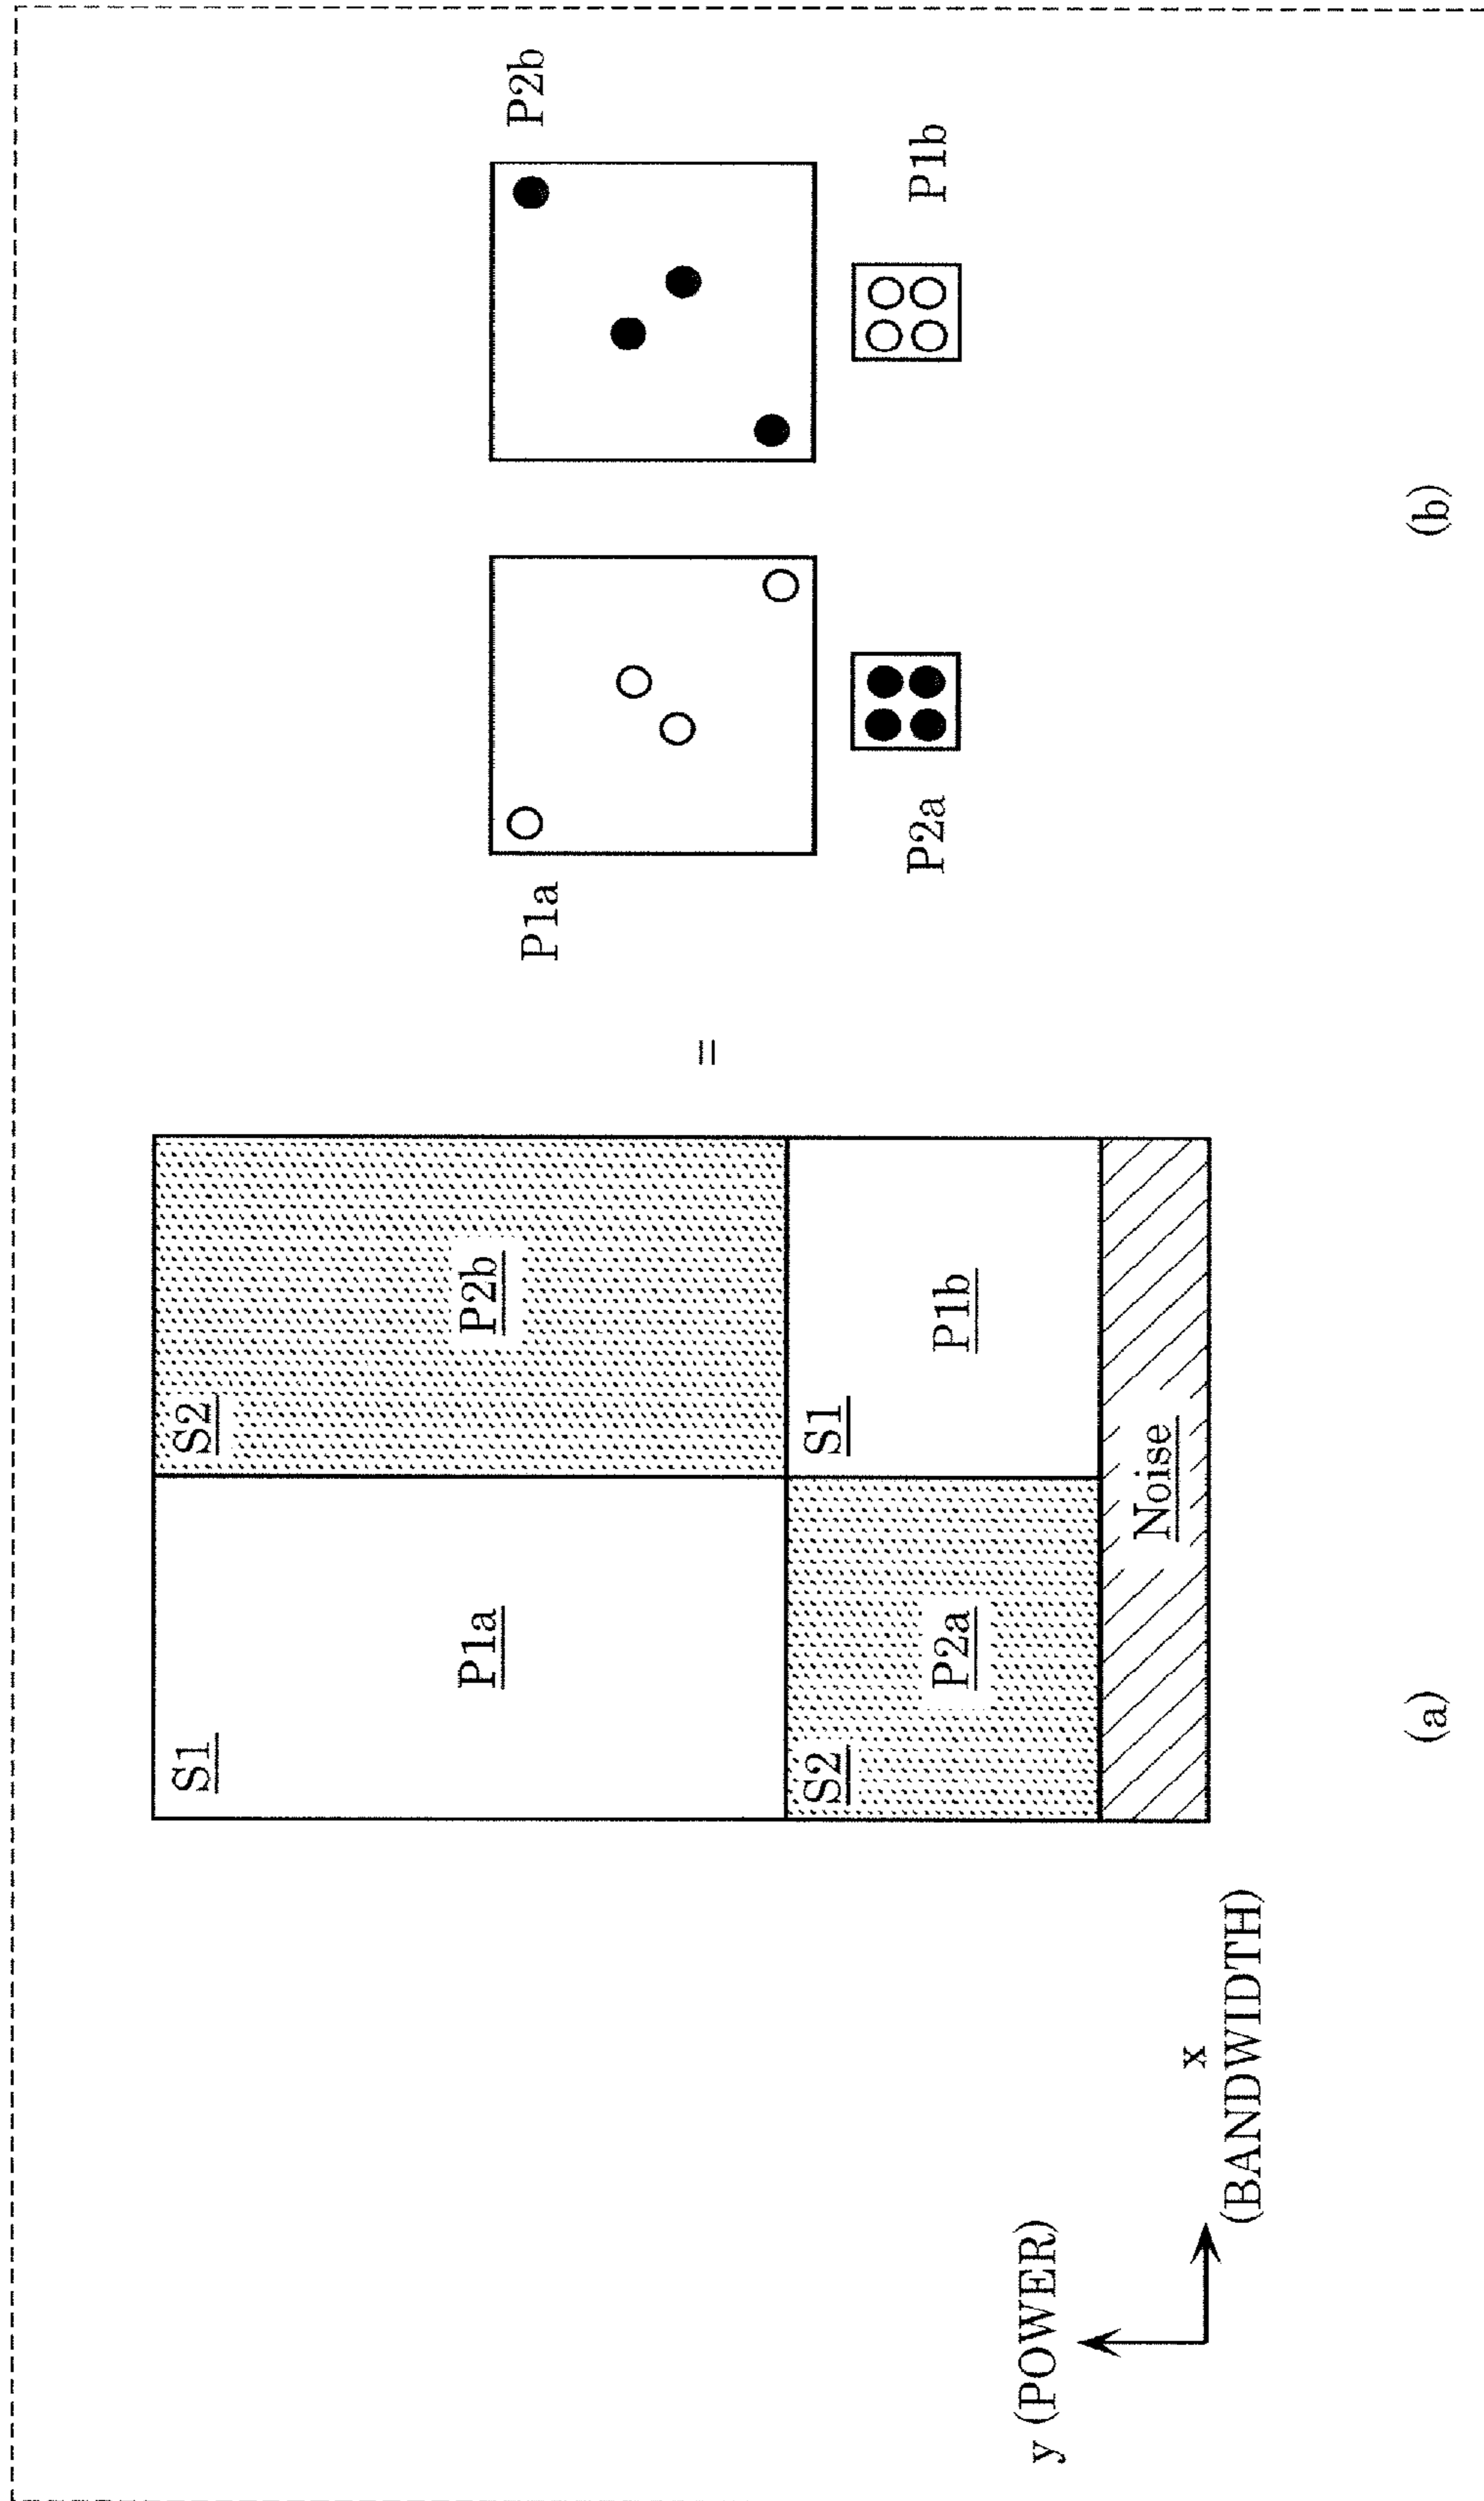 y (POWER)
x
(BANDWIDTH)
S1
P1a
S2
P2b
S2
P2a
S1
P1b
Noise
(a)
=
P1a
P2b
P2a
P1b
(b)